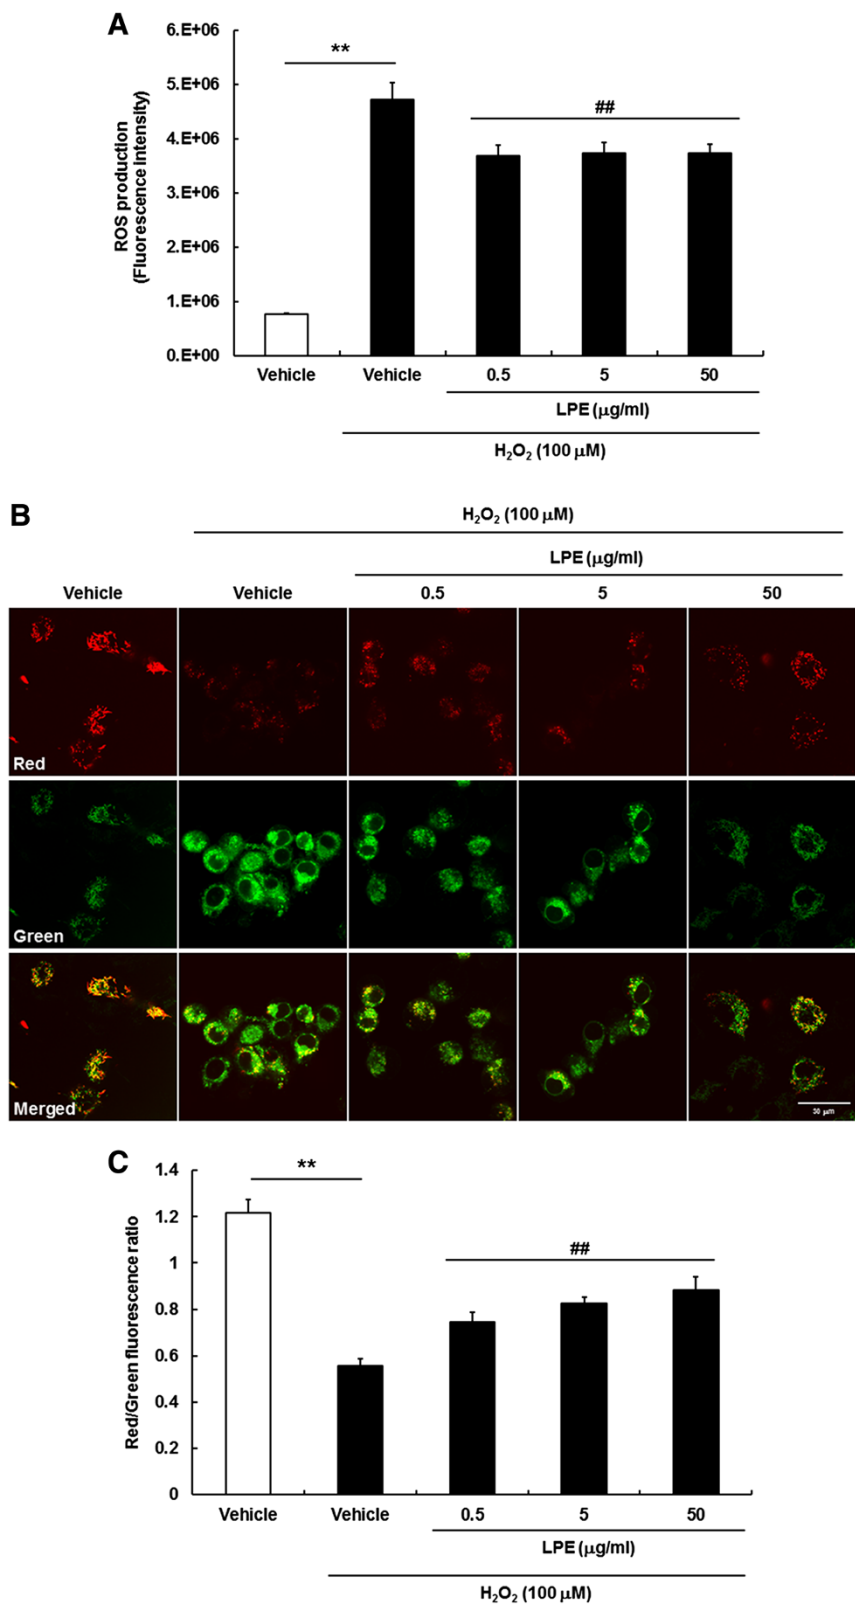 A
6.E+06
5.E+06
4.E+06
3.E+06
2.E+06
1.E+06
0.E+00
ROS production
(Fluorescence intensity)
**
##
Vehicle Vehicle 0.5 5 50
LPE (μg/ml)
H₂O₂ (100 μM)
B
H₂O₂ (100 μM)
LPE (μg/ml)
Vehicle Vehicle 0.5 5 50
Red
Green
Merged
30 μm
C
1.4
1.2
1
0.8
0.6
0.4
0.2
0
Red/Green fluorescence ratio
**
##
Vehicle Vehicle 0.5 5 50
LPE (μg/ml)
H₂O₂ (100 μM)